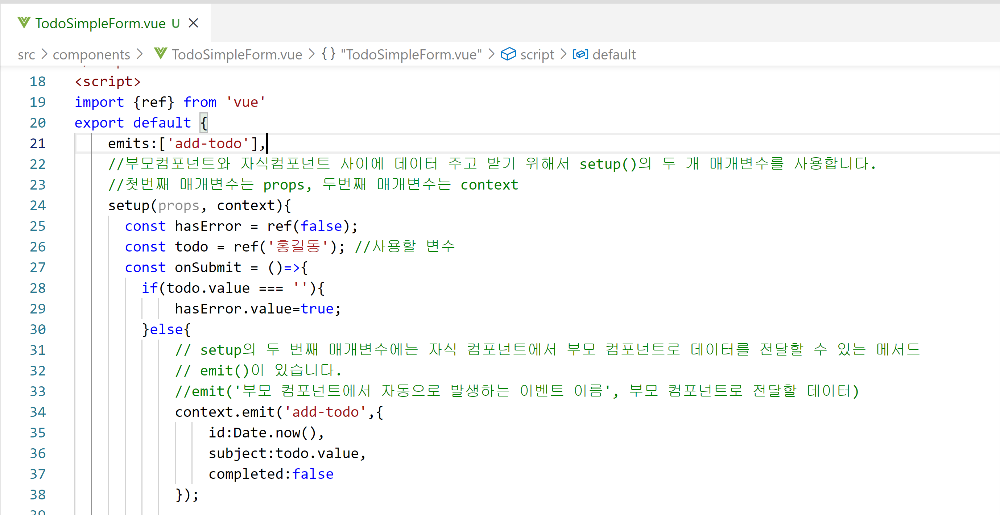 TodoSimpleForm.vue U
src > components > TodoSimpleForm.vue > {} "TodoSimpleForm.vue" > script > default
18 <script>
19 import {ref} from 'vue'
20 export default {
21 emits:['add-todo'],
22 //부모컴포넌트와 자식컴포넌트 사이에 데이터 주고 받기 위해서 setup()의 두 개 매개변수를 사용합니다.
23 //첫번째 매개변수는 props, 두번째 매개변수는 context
24 setup(props, context){
25 const hasError = ref(false);
26 const todo = ref('홍길동'); //사용할 변수
27 const onSubmit = ()=>{
28 if(todo.value === ''){
29 hasError.value=true;
30 }else{
31 // setup의 두 번째 매개변수에는 자식 컴포넌트에서 부모 컴포넌트로 데이터를 전달할 수 있는 메서드
32 // emit()이 있습니다.
33 //emit('부모 컴포넌트에서 자동으로 발생하는 이벤트 이름', 부모 컴포넌트로 전달할 데이터)
34 context.emit('add-todo',{
35 id:Date.now(),
36 subject:todo.value,
37 completed:false
38 });
39